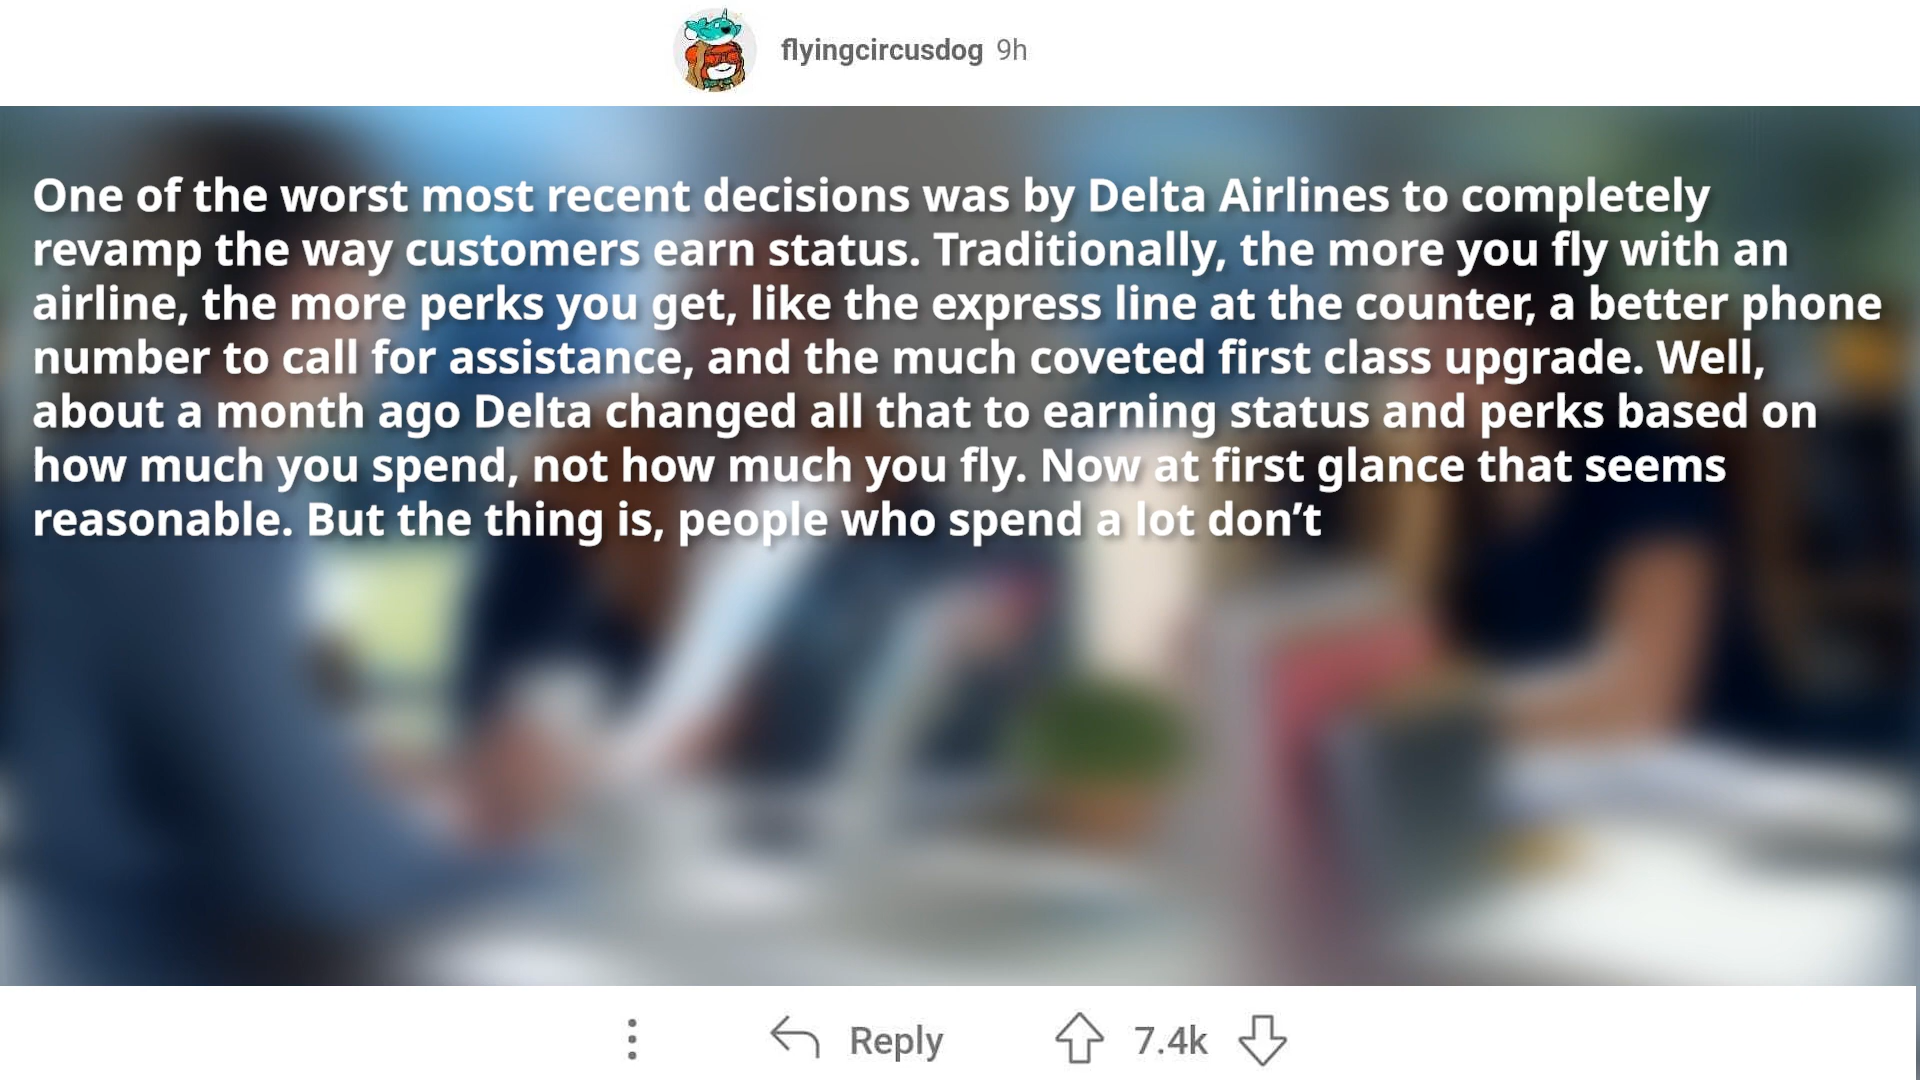 flyingcircusdog 9h
One of the worst most recent decisions was by Delta Airlines to completely
revamp the way customers earn status. Traditionally, the more you fly with an
airline, the more perks you get, like the express line at the counter, a better phone
number to call for assistance, and the much coveted first class upgrade. Well,
about a month ago Delta changed all that to earning status and perks based on
how much you spend, not how much you fly. Now at first glance that seems
reasonable. But the thing is, people who spend a lot don’t
Reply 7.4k